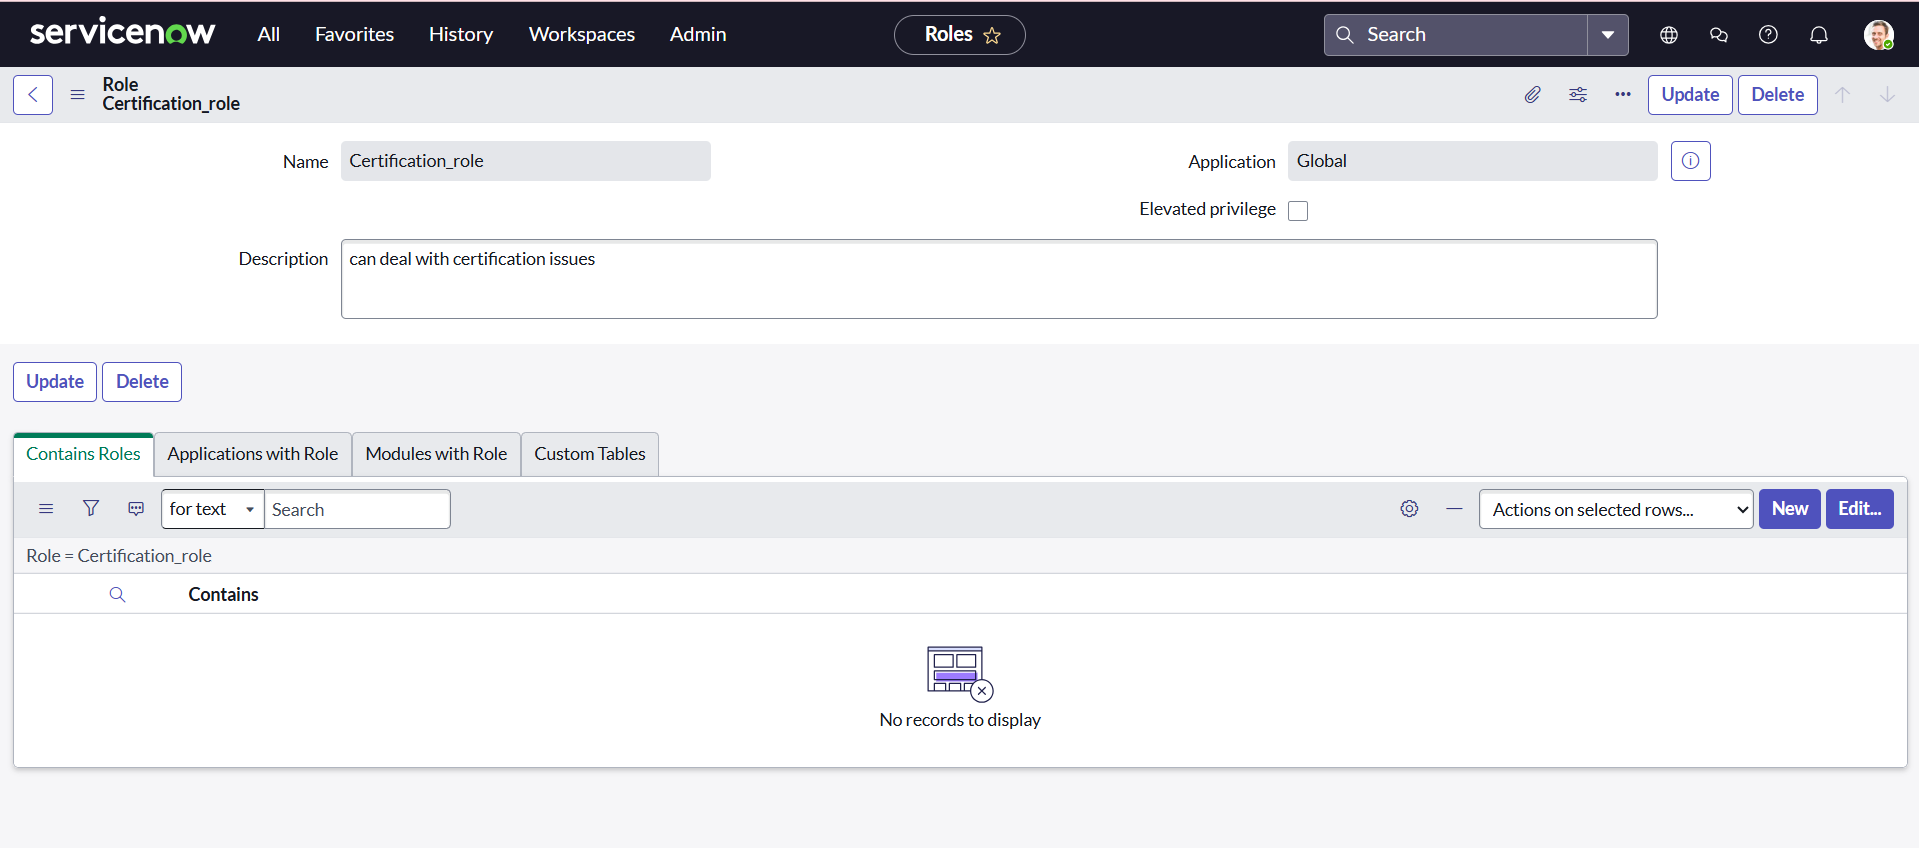 servicenow All Favorites History Workspaces Admin Roles Search
Role
Certification_role
Update Delete
Name Certification_role Application Global
Elevated privilege
Description can deal with certification issues
Update Delete
Contains Roles Applications with Role Modules with Role Custom Tables
for text Search Actions on selected rows... New Edit...
Role = Certification_role
Contains
No records to display